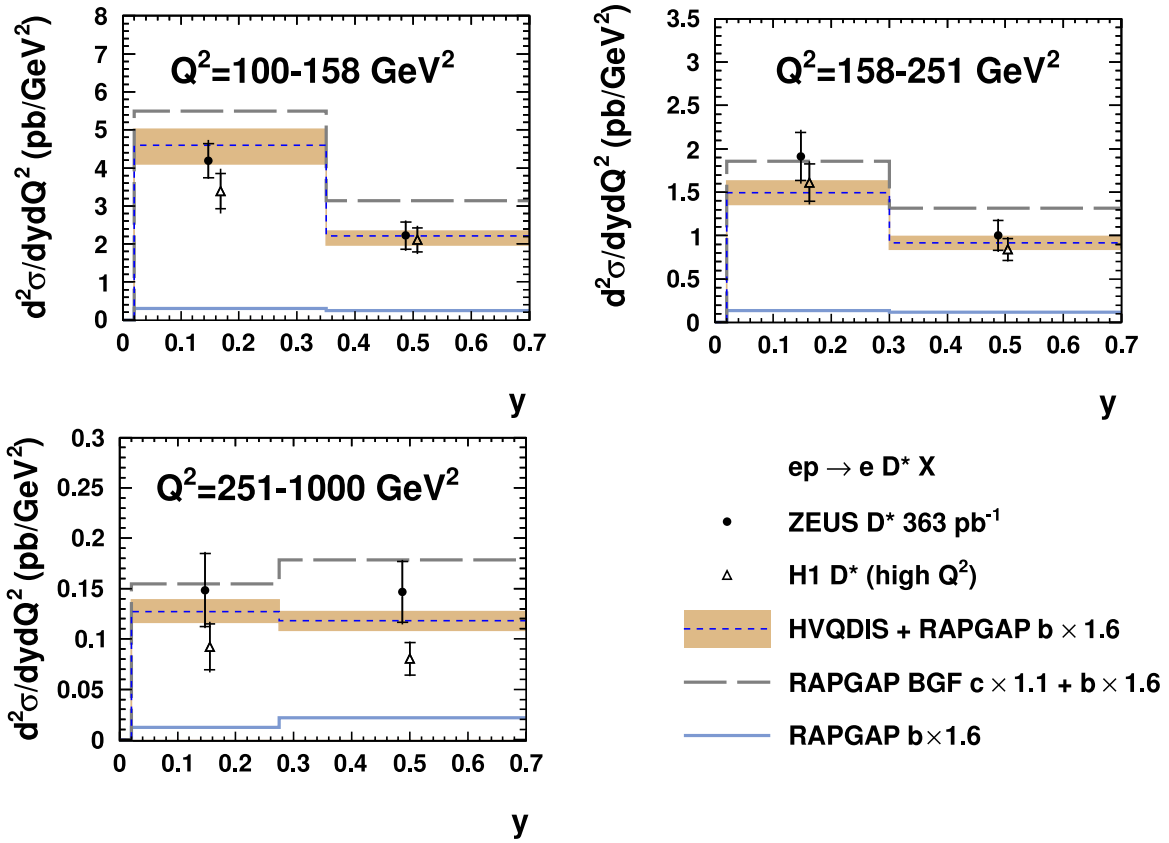 d²σ/dydQ² (pb/GeV²)
Q²=100-158 GeV²
8
7
6
5
4
3
2
1
0
0 0.1 0.2 0.3 0.4 0.5 0.6 0.7
y
d²σ/dydQ² (pb/GeV²)
Q²=158-251 GeV²
3.5
3
2.5
2
1.5
1
0.5
0
0 0.1 0.2 0.3 0.4 0.5 0.6 0.7
y
d²σ/dydQ² (pb/GeV²)
Q²=251-1000 GeV²
0.3
0.25
0.2
0.15
0.1
0.05
0
0 0.1 0.2 0.3 0.4 0.5 0.6 0.7
y
ep → e D* X
ZEUS D* 363 pb⁻¹
H1 D* (high Q²)
HVQDIS + RAPGAP b × 1.6
RAPGAP BGF c × 1.1 + b × 1.6
RAPGAP b×1.6